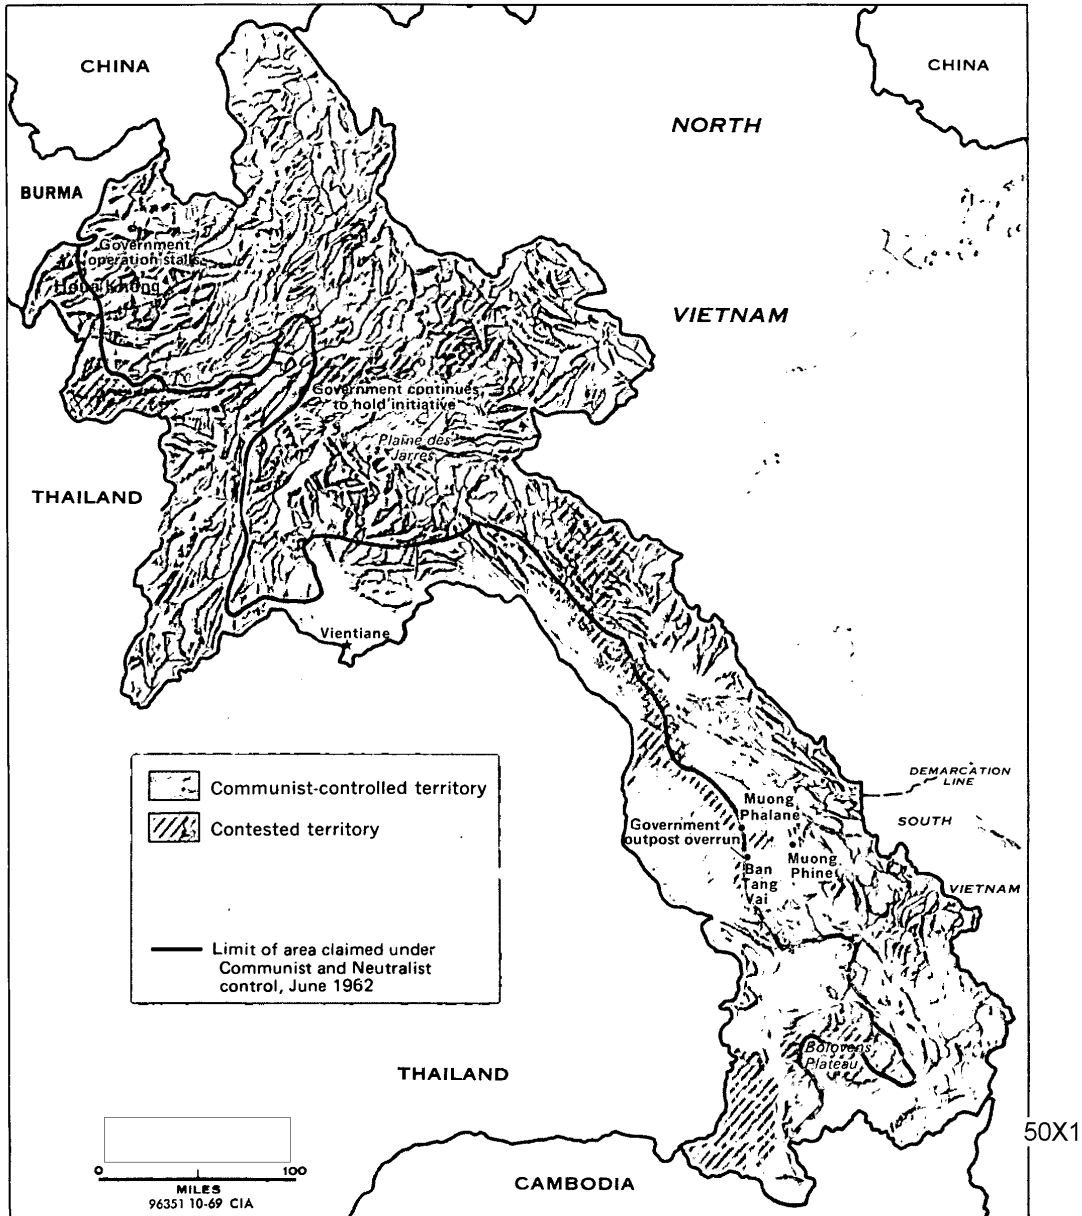 CHINA
CHINA
NORTH
BURMA
Government
operation stalls
VIETNAM
Government continues
to hold initiative
Plaine des
Jarres
THAILAND
Vientiane
DEMARCATION
LINE
Communist-controlled territory
Muong
Phalane
SOUTH
Contested territory
Government
outpost overrun
Muong
Phine
Ban
Tang
Vai
VIETNAM
Limit of area claimed under
Communist and Neutralist
control, June 1962
Bolovens
Plateau
THAILAND
50X1
0 100
MILES
96351 10-69 CIA
CAMBODIA